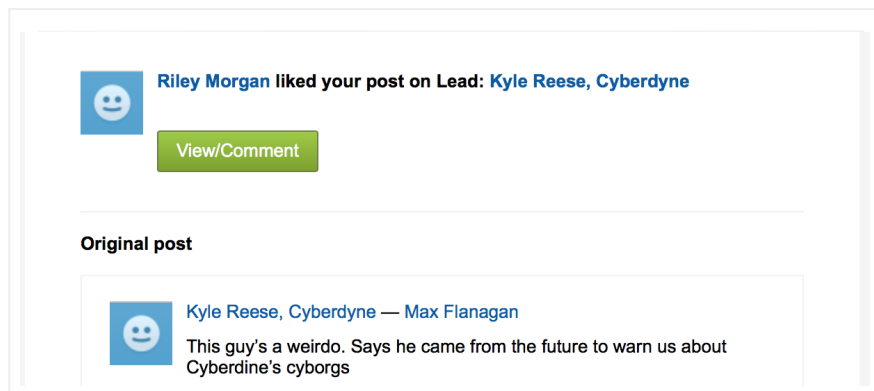 Riley Morgan liked your post on Lead: Kyle Reese, Cyberdyne
View/Comment
Original post
Kyle Reese, Cyberdyne — Max Flanagan
This guy's a weirdo. Says he came from the future to warn us about
Cyberdine's cyborgs